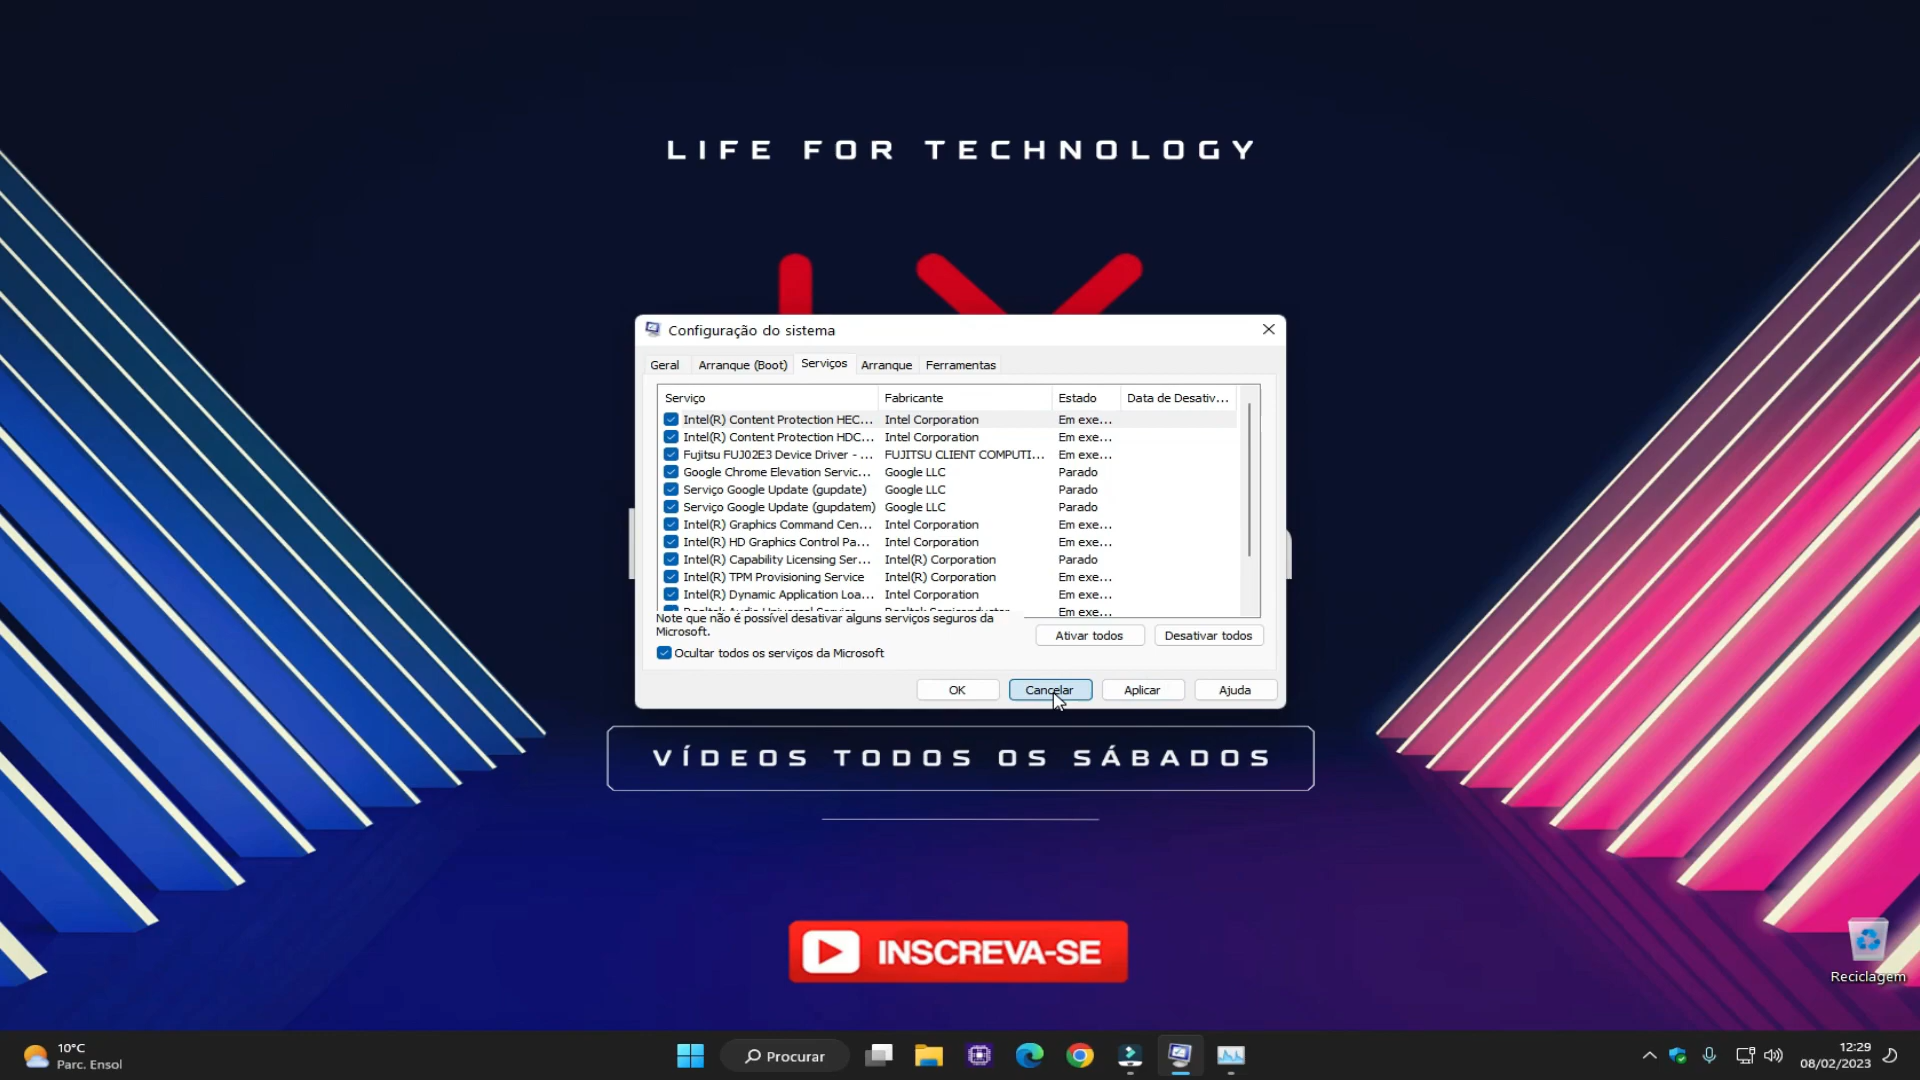 LIFE FOR TECHNOLOGY
Configuração do sistema
Geral Arranque (Boot) Serviços Arranque Ferramentas
Serviço Fabricante Estado Data de Desativ...
Intel(R) Content Protection HEC... Intel Corporation Em exe...
Intel(R) Content Protection HDC... Intel Corporation Em exe...
Fujitsu FUJ02E3 Device Driver - ... FUJITSU CLIENT COMPUTI... Em exe...
Google Chrome Elevation Servic... Google LLC Parado
Serviço Google Update (gupdate) Google LLC Parado
Serviço Google Update (gupdatem) Google LLC Parado
Intel(R) Graphics Command Cen... Intel Corporation Em exe...
Intel(R) HD Graphics Control Pa... Intel Corporation Em exe...
Intel(R) Capability Licensing Ser... Intel(R) Corporation Parado
Intel(R) TPM Provisioning Service Intel(R) Corporation Em exe...
Intel(R) Dynamic Application Loa... Intel Corporation Em exe...
Realtek Audio Universal Service Realtek Semiconductor Em exe...
Note que não é possível desativar alguns serviços seguros da
Microsoft.
Ativar todos Desativar todos
Ocultar todos os serviços da Microsoft
OK Cancelar Aplicar Ajuda
VÍDEOS TODOS OS SÁBADOS
INSCREVA-SE
Reciclagem
10°C
Parc. Ensol
Procurar
12:29
08/02/2023